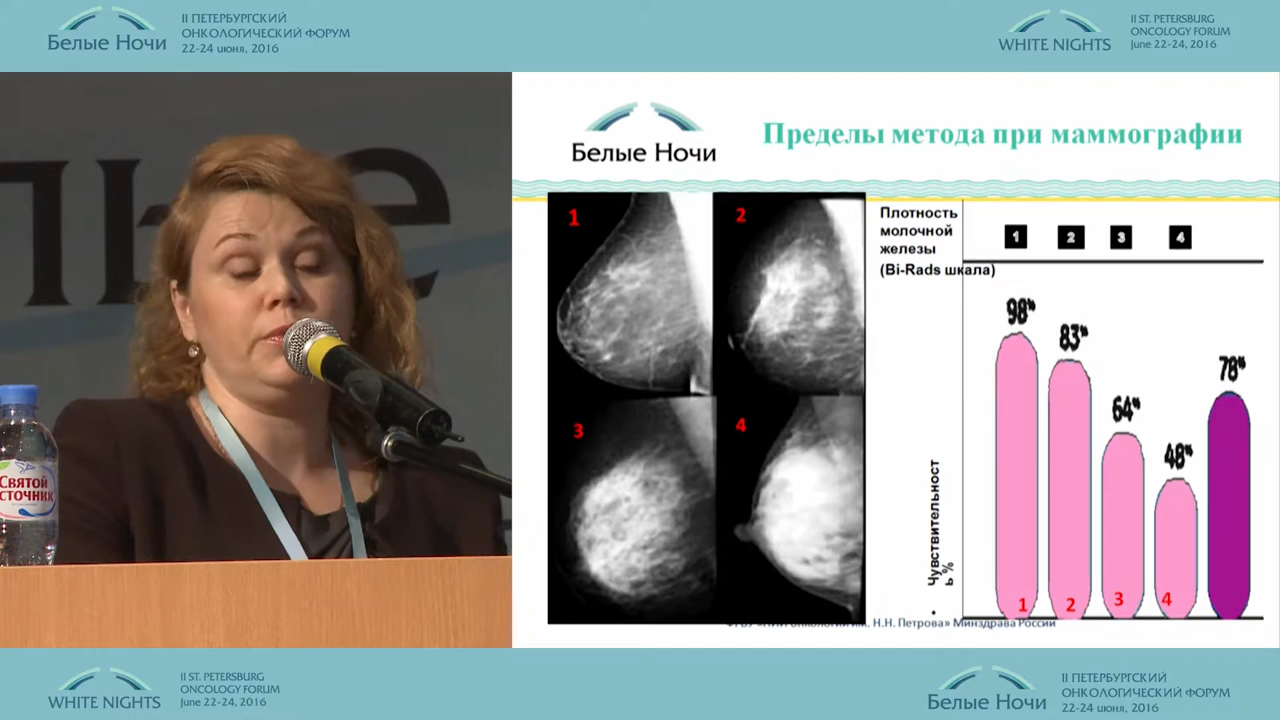 Белые Ночи
II ПЕТЕРБУРГСКИЙ
ОНКОЛОГИЧЕСКИЙ ФОРУМ
22-24 июня, 2016
WHITE NIGHTS
II ST. PETERSBURG
ONCOLOGY FORUM
June 22-24, 2016
СВЯТОЙ
СТОЧНИК
Белые Ночи
Пределы метода при маммографии
1
2
3
4
Плотность
молочной
железы
(Bi-Rads шкала)
1 2 3 4
98%
83%
64%
48%
78%
• Чувствительност
ь %
1 2 3 4
Н.Н. Петрова» Минздрава России
WHITE NIGHTS
II ST. PETERSBURG
ONCOLOGY FORUM
June 22-24, 2016
Белые Ночи
II ПЕТЕРБУРГСКИЙ
ОНКОЛОГИЧЕСКИЙ ФОРУМ
22-24 июня, 2016